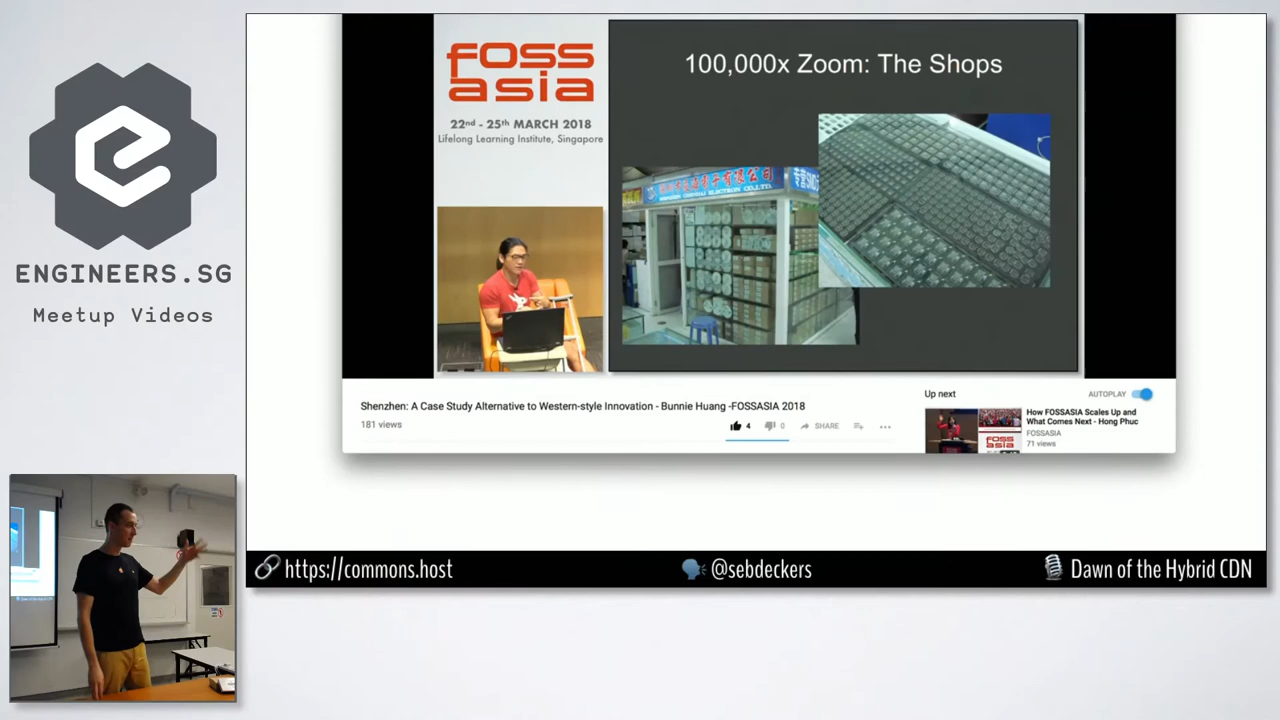 ENGINEERS.SG
Meetup Videos
foss
asia
22nd - 25th MARCH 2018
Lifelong Learning Institute, Singapore
100,000x Zoom: The Shops
Shenzhen: A Case Study Alternative to Western-style Innovation - Bunnie Huang -FOSSASIA 2018
181 views
4
0
SHARE
Up next
AUTOPLAY
How FOSSASIA Scales Up and
What Comes Next - Hong Phuc
FOSSASIA
71 views
foss
asia
https://commons.host
@sebdeckers
Dawn of the Hybrid CDN